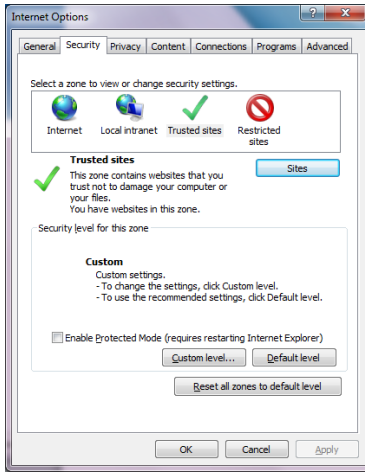 Internet Options
General Security Privacy Content Connections Programs Advanced
Select a zone to view or change security settings.
Internet Local intranet Trusted sites Restricted
sites
Trusted sites
Sites
This zone contains websites that you
trust not to damage your computer or
your files.
You have websites in this zone.
Security level for this zone
Custom
Custom settings.
- To change the settings, click Custom level.
- To use the recommended settings, click Default level.
Enable Protected Mode (requires restarting Internet Explorer)
Custom level... Default level
Reset all zones to default level
OK Cancel Apply